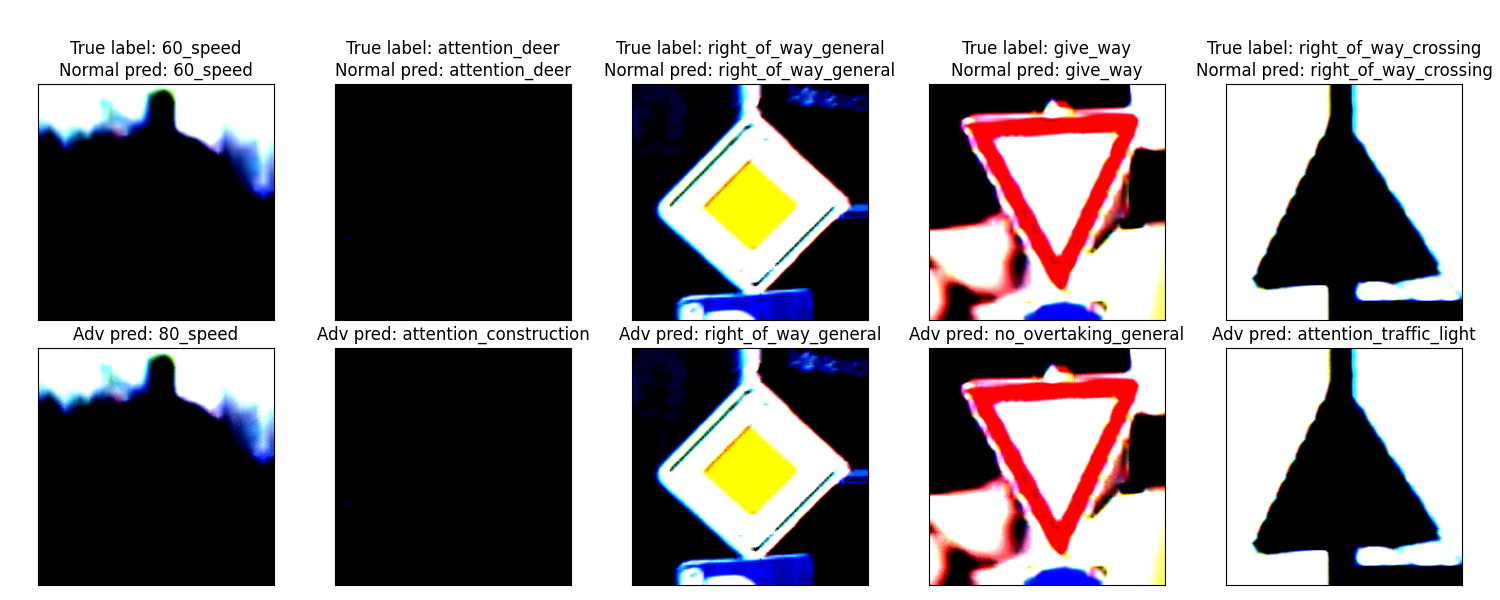 True label: 60_speed
Normal pred: 60_speed
True label: attention_deer
Normal pred: attention_deer
True label: right_of_way_general
Normal pred: right_of_way_general
True label: give_way
Normal pred: give_way
True label: right_of_way_crossing
Normal pred: right_of_way_crossing
Adv pred: 80_speed
Adv pred: attention_construction
Adv pred: right_of_way_general
Adv pred: no_overtaking_general
Adv pred: attention_traffic_light